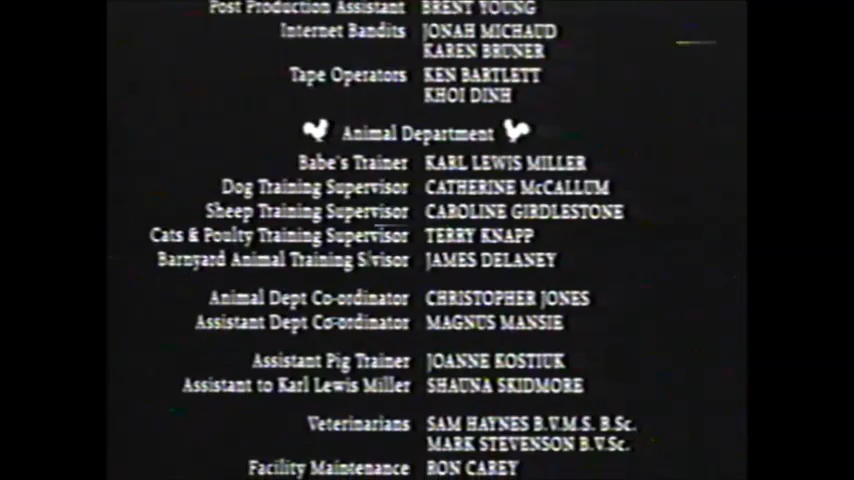 Post Production Assistant BRENT YOUNG
Internet Bandits JONAH MICHAUD
KAREN BRUNER
Tape Operators KEN BARTLETT
KHOI DINH
Animal Department
Babe's Trainer KARL LEWIS MILLER
Dog Training Supervisor CATHERINE McCALLUM
Sheep Training Supervisor CAROLINE GIRDLESTONE
Cats & Poulty Training Supervisor TERRY KNAPP
Barnyard Animal Training S/visor JAMES DELANEY
Animal Dept Co-ordinator CHRISTOPHER JONES
Assistant Dept Co-ordinator MAGNUS MANSIE
Assistant Pig Trainer JOANNE KOSTIUK
Assistant to Karl Lewis Miller SHAUNA SKIDMORE
Veterinarians SAM HAYNES B.V.M.S. B.Sc.
MARK STEVENSON B.V.Sc.
Facility Maintenance RON CAREY